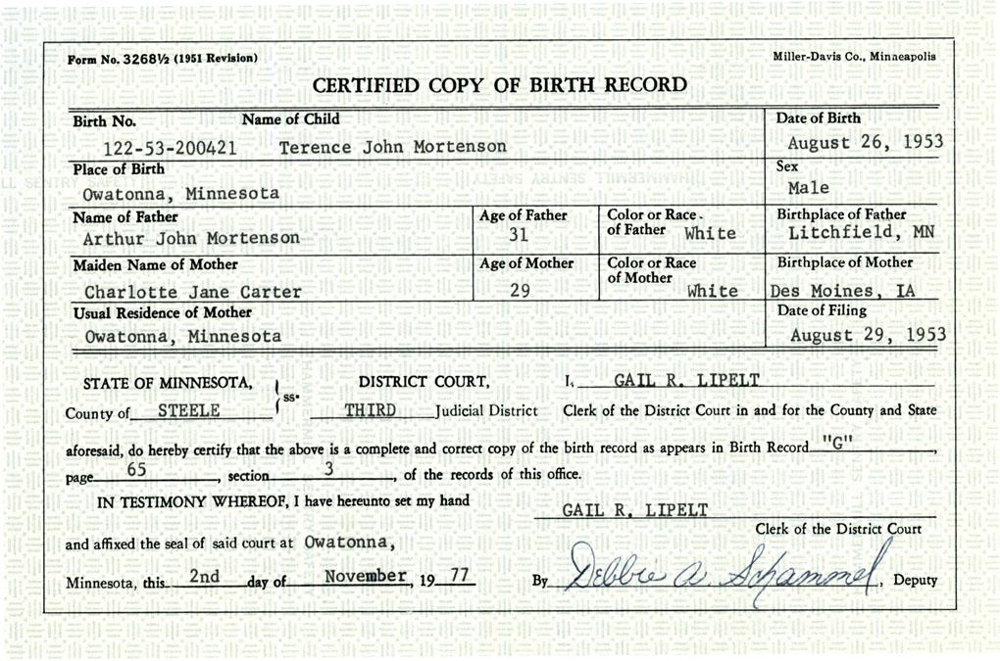 Form No. 3268½ (1951 Revision)
Miller-Davis Co., Minneapolis
CERTIFIED COPY OF BIRTH RECORD
Birth No. Name of Child Date of Birth
122-53-200421 Terence John Mortenson August 26, 1953
Place of Birth Sex
Owatonna, Minnesota Male
Name of Father Age of Father Color or Race of Father Birthplace of Father
Arthur John Mortenson 31 White Litchfield, MN
Maiden Name of Mother Age of Mother Color or Race of Mother Birthplace of Mother
Charlotte Jane Carter 29 White Des Moines, IA
Usual Residence of Mother Date of Filing
Owatonna, Minnesota August 29, 1953
STATE OF MINNESOTA, ss. DISTRICT COURT, I, GAIL R. LIPELT
County of STEELE THIRD Judicial District Clerk of the District Court in and for the County and State
aforesaid, do hereby certify that the above is a complete and correct copy of the birth record as appears in Birth Record "G",
page 65, section 3, of the records of this office.
IN TESTIMONY WHEREOF, I have hereunto set my hand
GAIL R. LIPELT
Clerk of the District Court
and affixed the seal of said court at Owatonna,
Minnesota, this 2nd day of November, 19 77 By Debbie A Schammel, Deputy